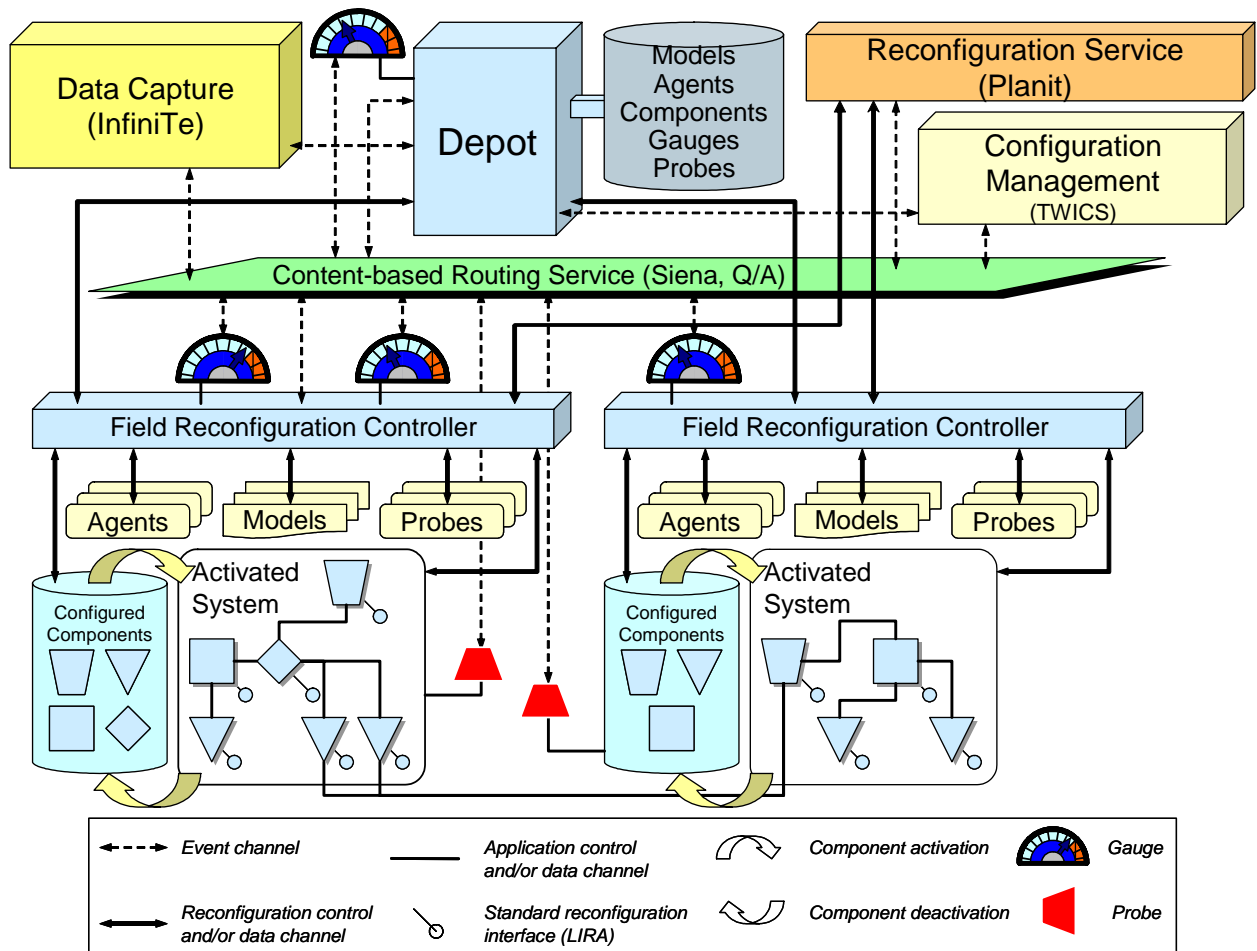 Data Capture
(InfiniTe)
Depot
Models
Agents
Components
Gauges
Probes
Reconfiguration Service
(Planit)
Configuration
Management
(TWICS)
Content-based Routing Service (Siena, Q/A)
Field Reconfiguration Controller
Field Reconfiguration Controller
Agents
Models
Probes
Agents
Models
Probes
Configured
Components
Activated
System
Configured
Components
Activated
System
Event channel
Application control
and/or data channel
Component activation
Gauge
Reconfiguration control
and/or data channel
Standard reconfiguration
interface (LIRA)
Component deactivation
Probe